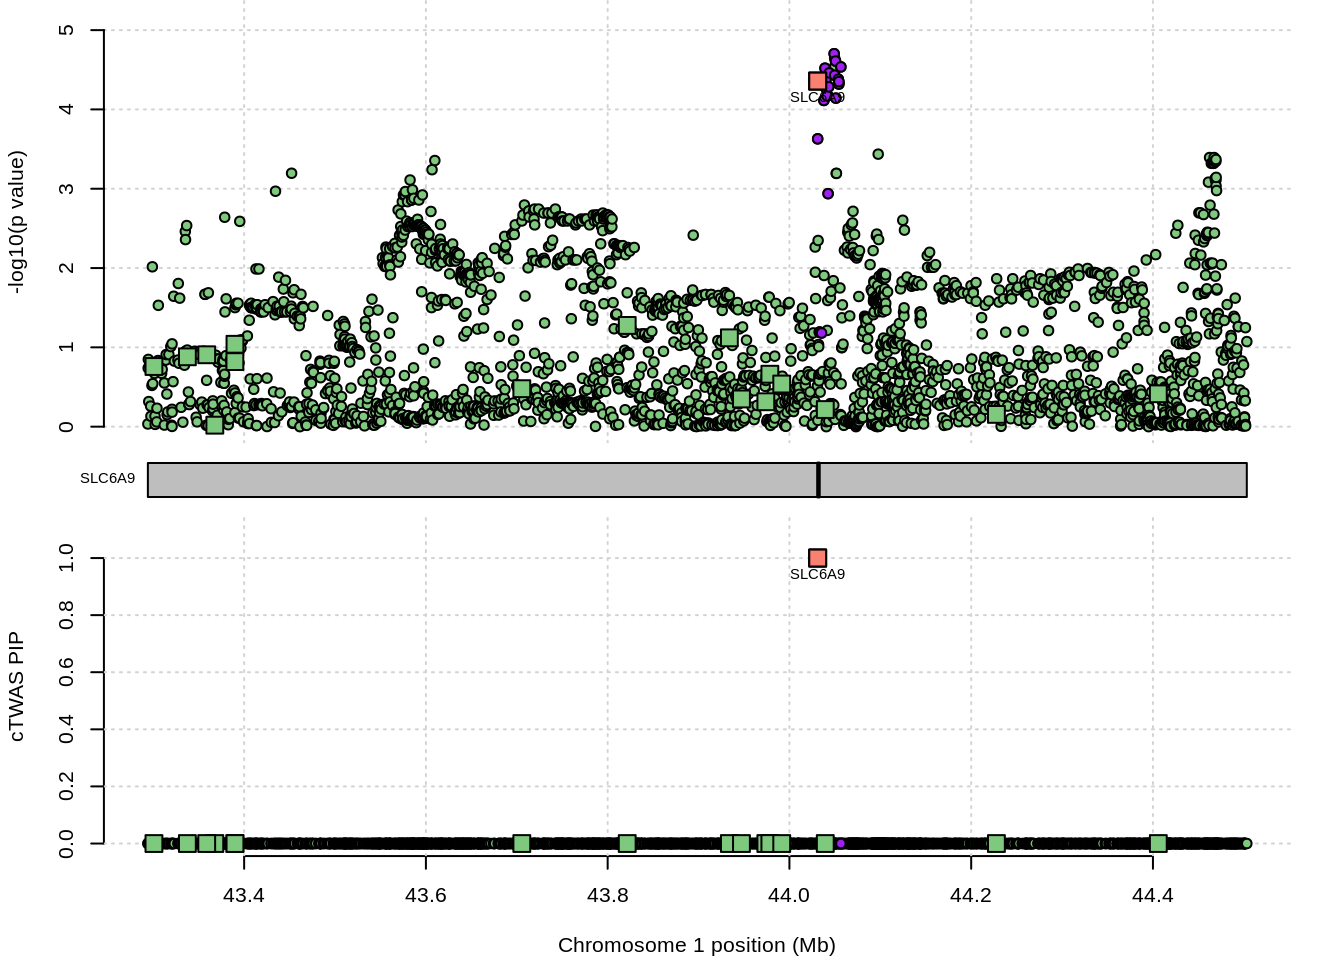 5
4
3
2
1
0
-log10(p value)
SLC6A9
SLC6A9
1.0
0.8
0.6
0.4
0.2
0.0
cTWAS PIP
SLC6A9
43.4 43.6 43.8 44.0 44.2 44.4
Chromosome 1 position (Mb)